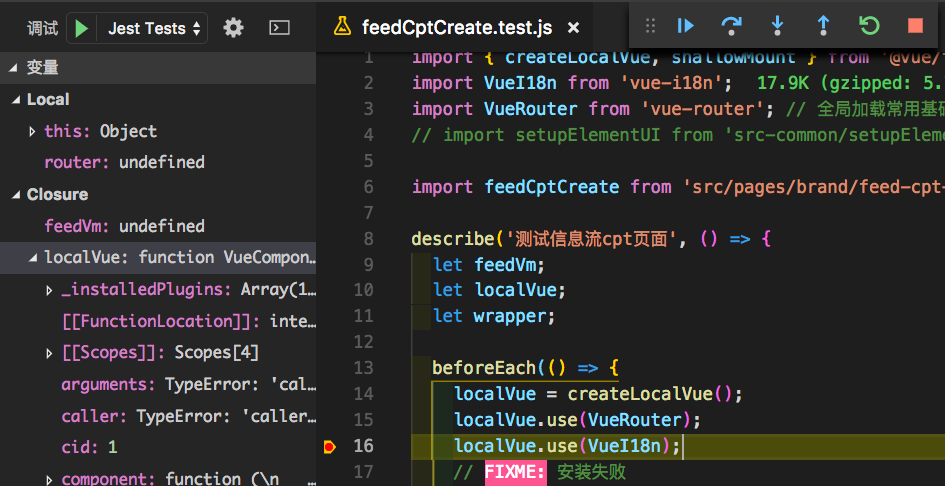 调试 Jest Tests
变量
Local
this: Object
router: undefined
Closure
feedVm: undefined
localVue: function VueCompon…
_installedPlugins: Array(1…
[[FunctionLocation]]: inte…
[[Scopes]]: Scopes[4]
arguments: TypeError: 'cal…
caller: TypeError: 'caller…
cid: 1
component: function (\n …
feedCptCreate.test.js
1 import { createLocalVue, shallowMount } from '@vue/
2 import VueI18n from 'vue-i18n'; 17.9K (gzipped: 5.
3 import VueRouter from 'vue-router'; // 全局加载常用基础
4 // import setupElementUI from 'src-common/setupElem
5
6 import feedCptCreate from 'src/pages/brand/feed-cpt-
7
8 describe('测试信息流cpt页面', () => {
9 let feedVm;
10 let localVue;
11 let wrapper;
12
13 beforeEach(() => {
14 localVue = createLocalVue();
15 localVue.use(VueRouter);
16 localVue.use(VueI18n);
17 // FIXME: 安装失败